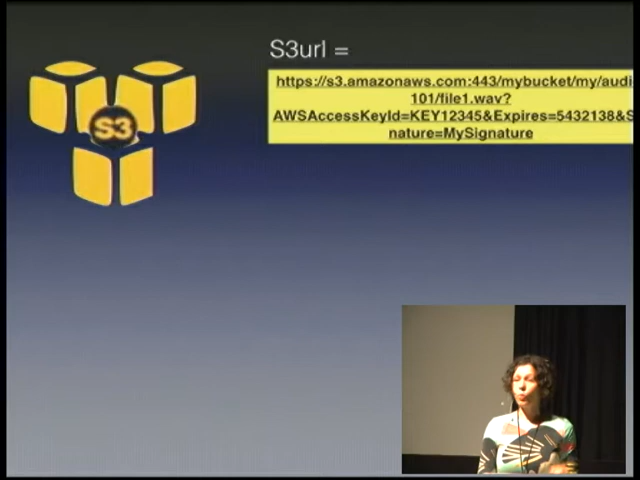 S3url =
https://s3.amazonaws.com:443/mybucket/my/audi
101/file1.wav?
AWSAccessKeyId=KEY12345&Expires=5432138&S
nature=MySignature
S3